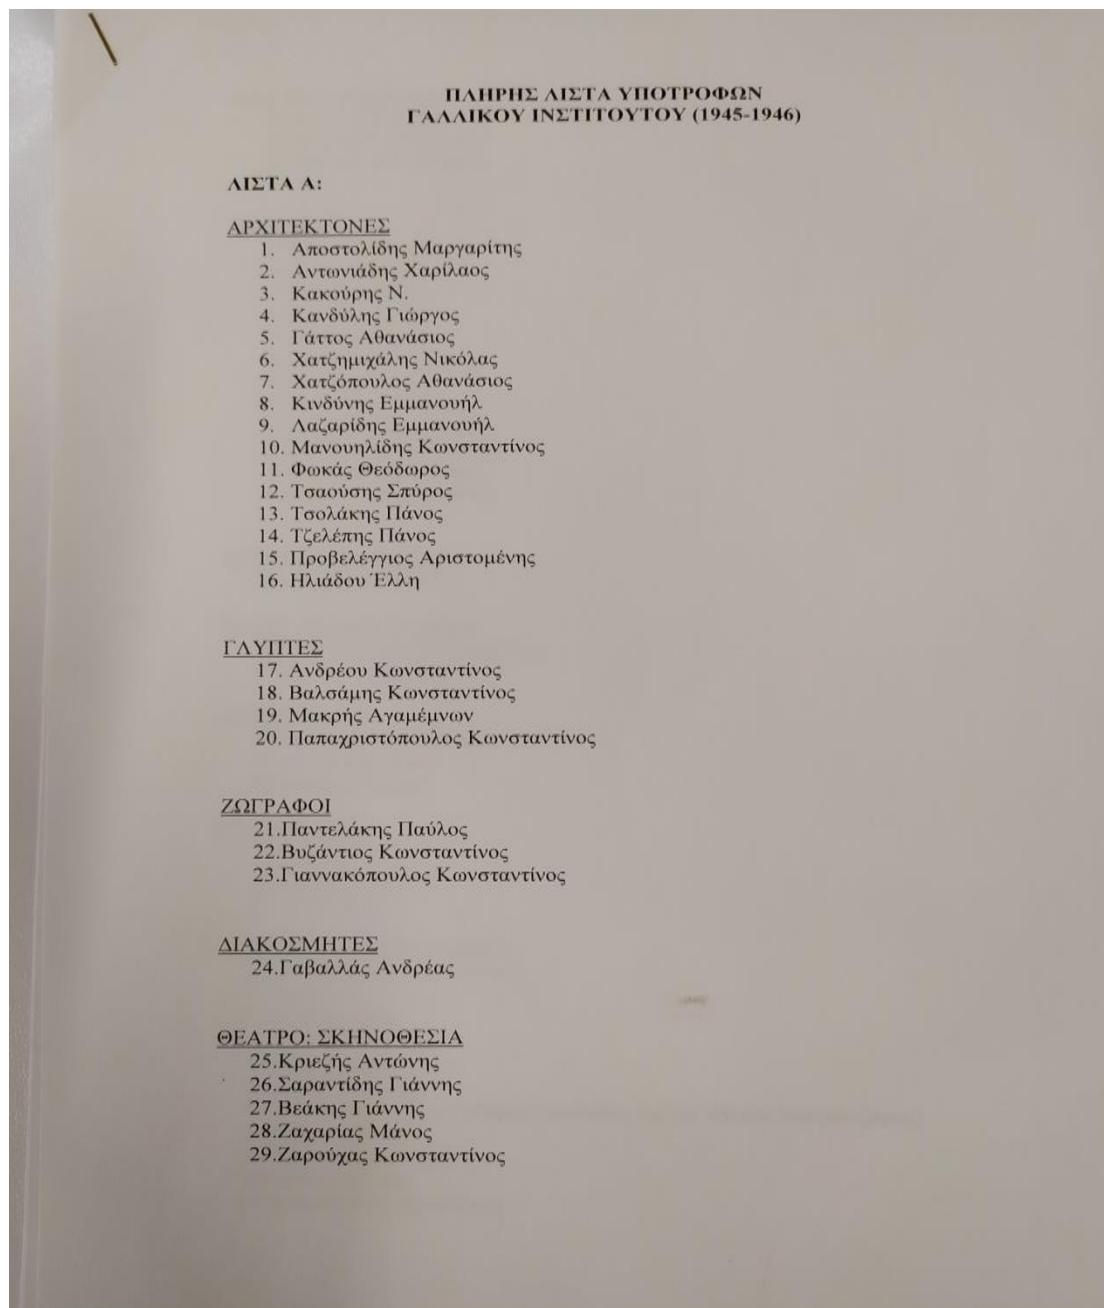 ΠΛΗΡΗΣ ΛΙΣΤΑ ΥΠΟΤΡΟΦΩΝ
ΓΑΛΛΙΚΟΥ ΙΝΣΤΙΤΟΥΤΟΥ (1945-1946)
ΛΙΣΤΑ Α:
ΑΡΧΙΤΕΚΤΟΝΕΣ
1. Αποστολίδης Μαργαρίτης
2. Αντωνιάδης Χαρίλαος
3. Κακούρης Ν.
4. Κανδύλης Γιώργος
5. Γάττος Αθανάσιος
6. Χατζημιχάλης Νικόλας
7. Χατζόπουλος Αθανάσιος
8. Κινδύνης Εμμανουήλ
9. Λαζαρίδης Εμμανουήλ
10. Μανουηλίδης Κωνσταντίνος
11. Φωκάς Θεόδωρος
12. Τσαούσης Σπύρος
13. Τσολάκης Πάνος
14. Τζελέπης Πάνος
15. Προβελέγγιος Αριστομένης
16. Ηλιάδου Έλλη
ΓΛΥΠΤΕΣ
17. Ανδρέου Κωνσταντίνος
18. Βαλσάμης Κωνσταντίνος
19. Μακρής Αγαμέμνων
20. Παπαχριστόπουλος Κωνσταντίνος
ΖΩΓΡΑΦΟΙ
21.Παντελάκης Παύλος
22.Βυζάντιος Κωνσταντίνος
23.Γιαννακόπουλος Κωνσταντίνος
ΔΙΑΚΟΣΜΗΤΕΣ
24.Γαβαλλάς Ανδρέας
ΘΕΑΤΡΟ: ΣΚΗΝΟΘΕΣΙΑ
25.Κριεζής Αντώνης
26.Σαραντίδης Γιάννης
27.Βεάκης Γιάννης
28.Ζαχαρίας Μάνος
29.Ζαρούχας Κωνσταντίνος